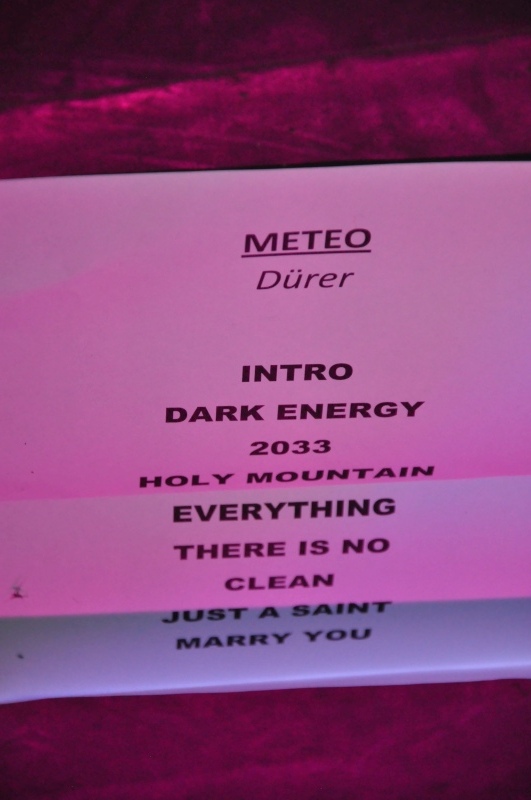 METEO
Dürer
INTRO
DARK ENERGY
2033
HOLY MOUNTAIN
EVERYTHING
THERE IS NO
CLEAN
JUST A SAINT
MARRY YOU